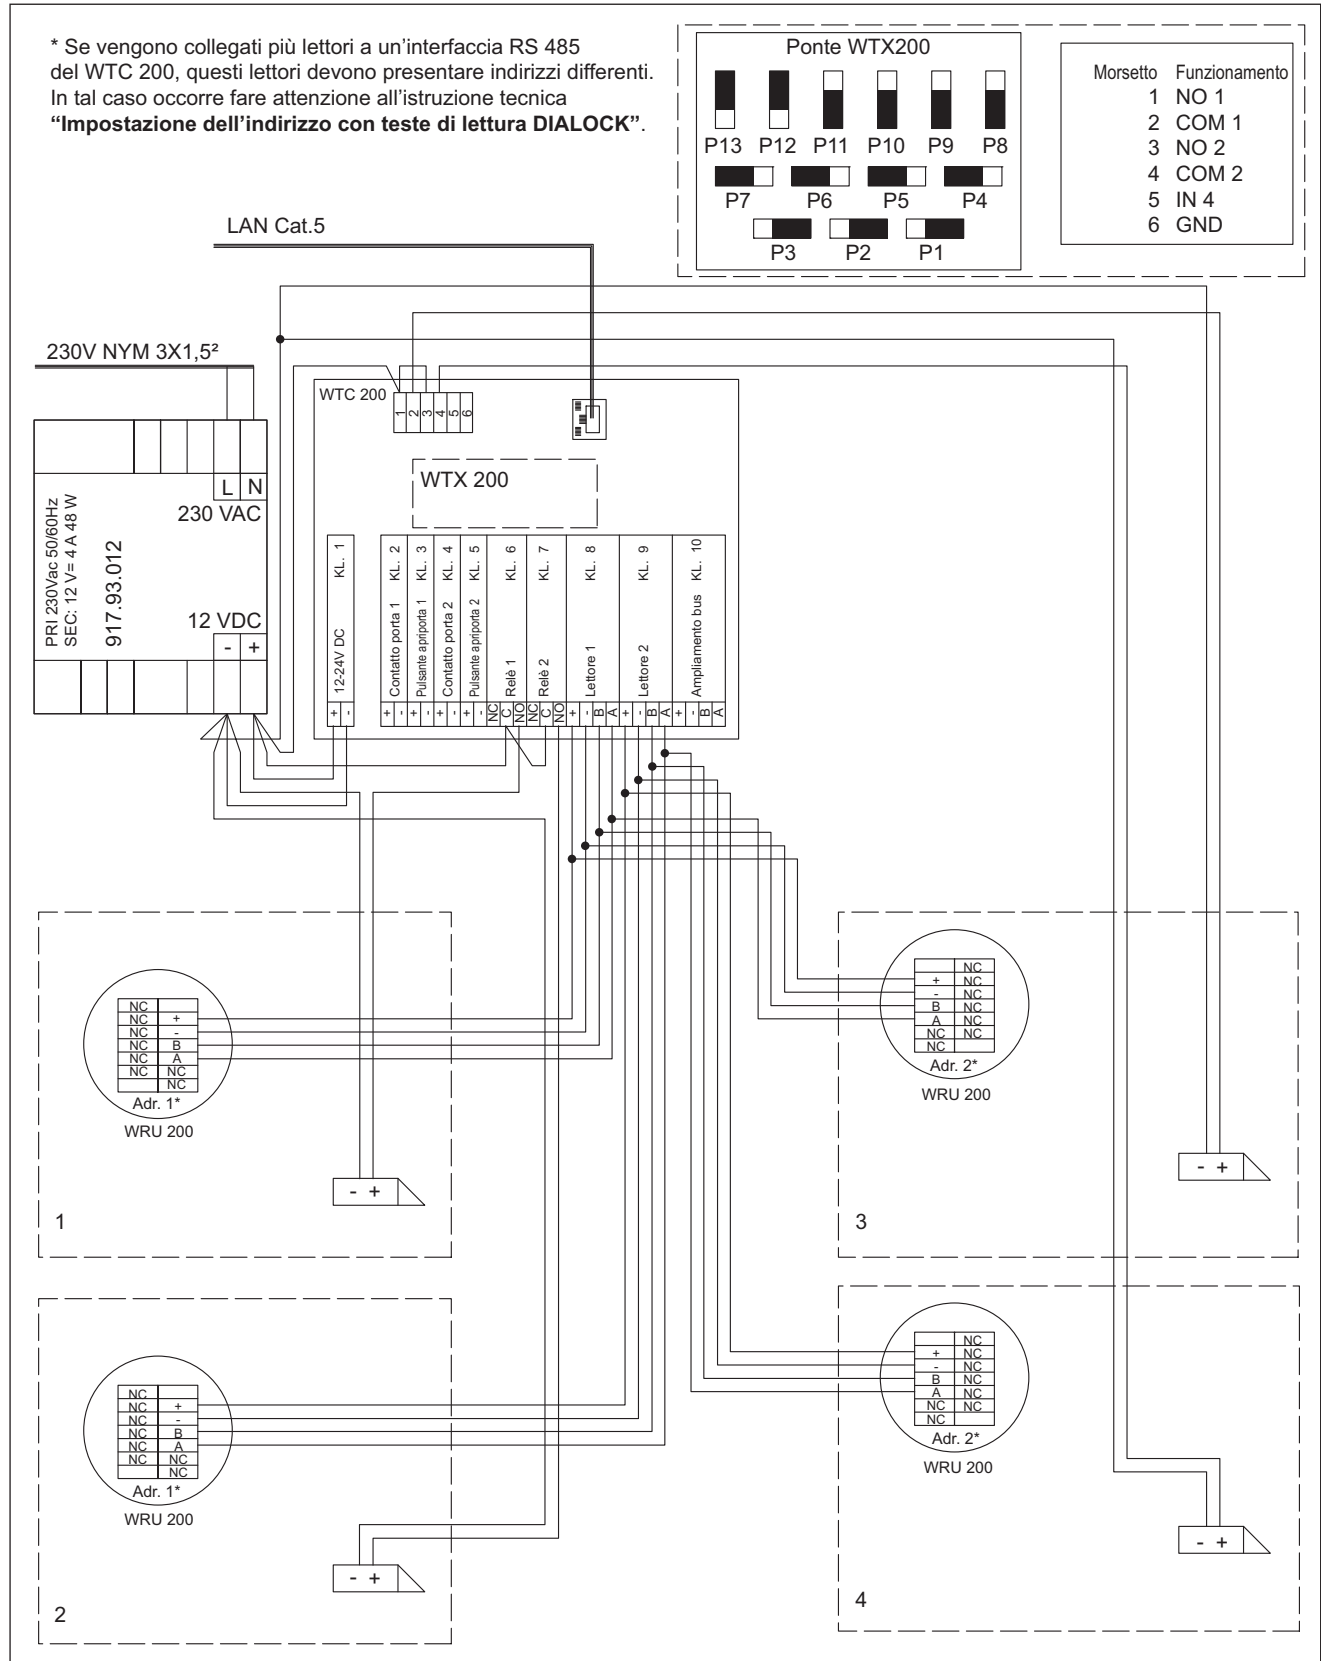 * Se vengono collegati più lettori a un'interfaccia RS 485
del WTC 200, questi lettori devono presentare indirizzi differenti.
In tal caso occorre fare attenzione all'istruzione tecnica
“Impostazione dell'indirizzo con teste di lettura DIALOCK”.
Ponte WTX200
P13 P12 P11 P10 P9 P8
P7 P6 P5 P4
P3 P2 P1
Morsetto Funzionamento
1 NO 1
2 COM 1
3 NO 2
4 COM 2
5 IN 4
6 GND
LAN Cat.5
230V NYM 3X1,5²
WTC 200
1 2 3 4 5 6
WTX 200
L N
230 VAC
PRI 230Vac 50/60Hz
SEC: 12 V= 4 A 48 W
917.93.012
12 VDC
- +
12-24V DC KL. 1
+ -
Contatto porta 1 KL. 2
+ -
Pulsante apriporta 1 KL. 3
+ -
Contatto porta 2 KL. 4
+ -
Pulsante apriporta 2 KL. 5
+ -
Relè 1 KL. 6
NC C NO
Relè 2 KL. 7
NC C NO
Lettore 1 KL. 8
+ - B A
Lettore 2 KL. 9
+ - B A
Ampliamento bus KL. 10
+ - B A
NC
NC +
NC -
NC B
NC A
NC NC
NC
Adr. 1*
WRU 200
- +
1
NC
+ NC
- NC
B NC
A NC
NC NC
NC
Adr. 2*
WRU 200
- +
3
NC
NC +
NC -
NC B
NC A
NC NC
NC
Adr. 1*
WRU 200
- +
2
NC
+ NC
- NC
B NC
A NC
NC NC
NC
Adr. 2*
WRU 200
- +
4